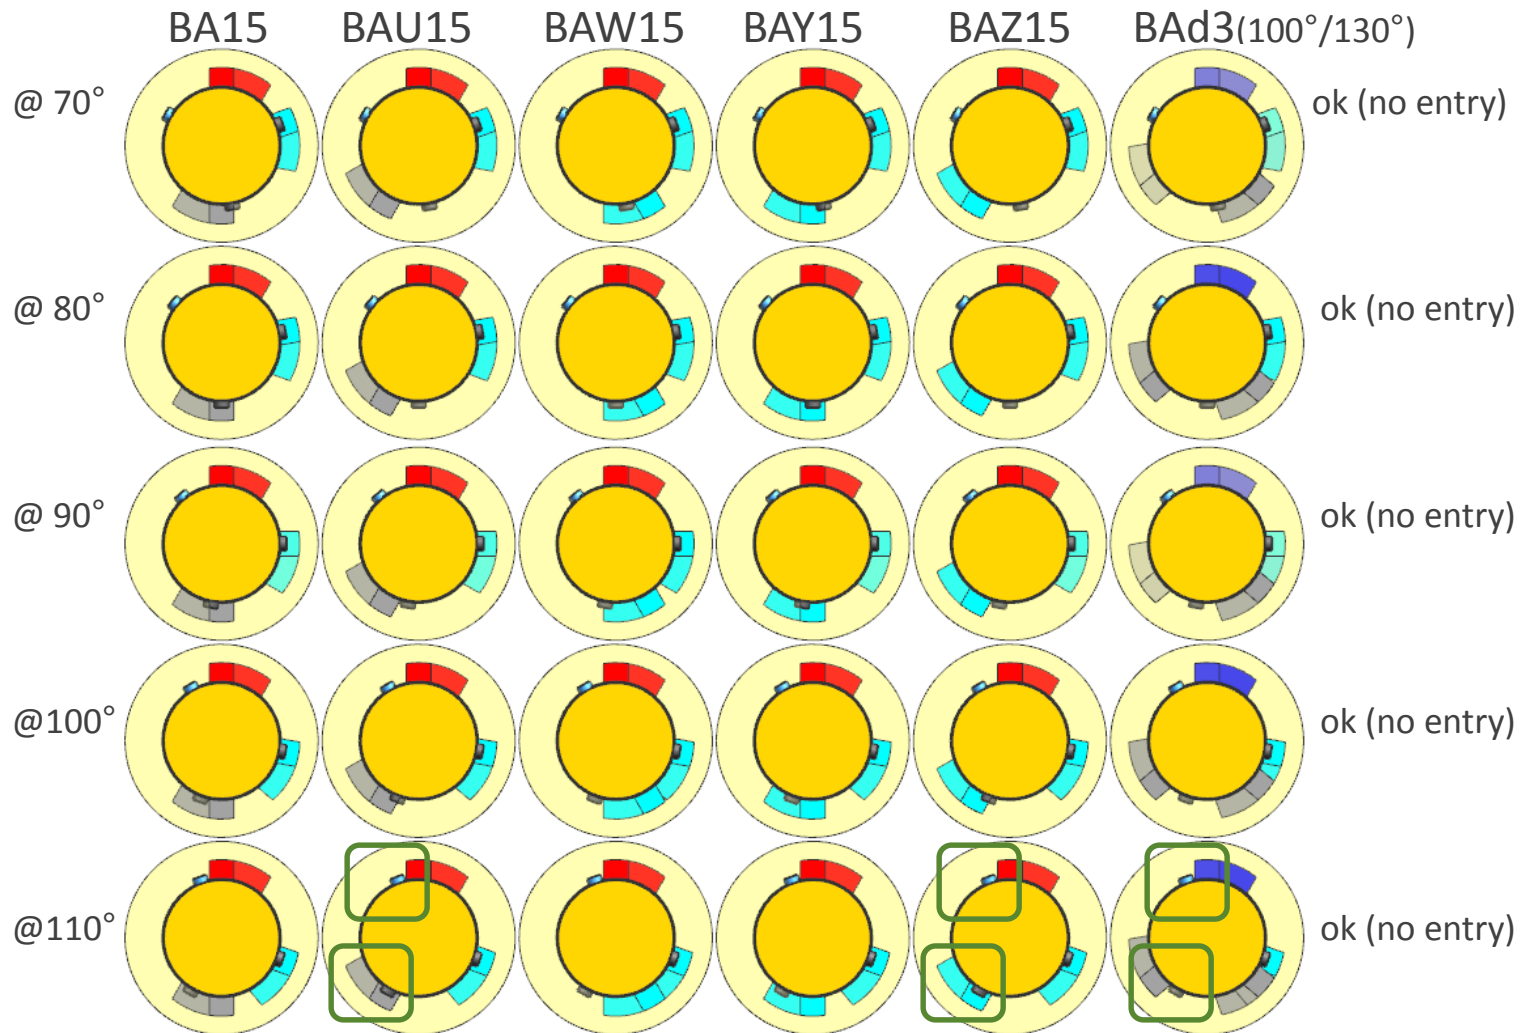 BA15 BAU15 BAW15 BAY15 BAZ15 BAd3(100°/130°)
@ 70° ok (no entry)
@ 80° ok (no entry)
@ 90° ok (no entry)
@100° ok (no entry)
@110° ok (no entry)